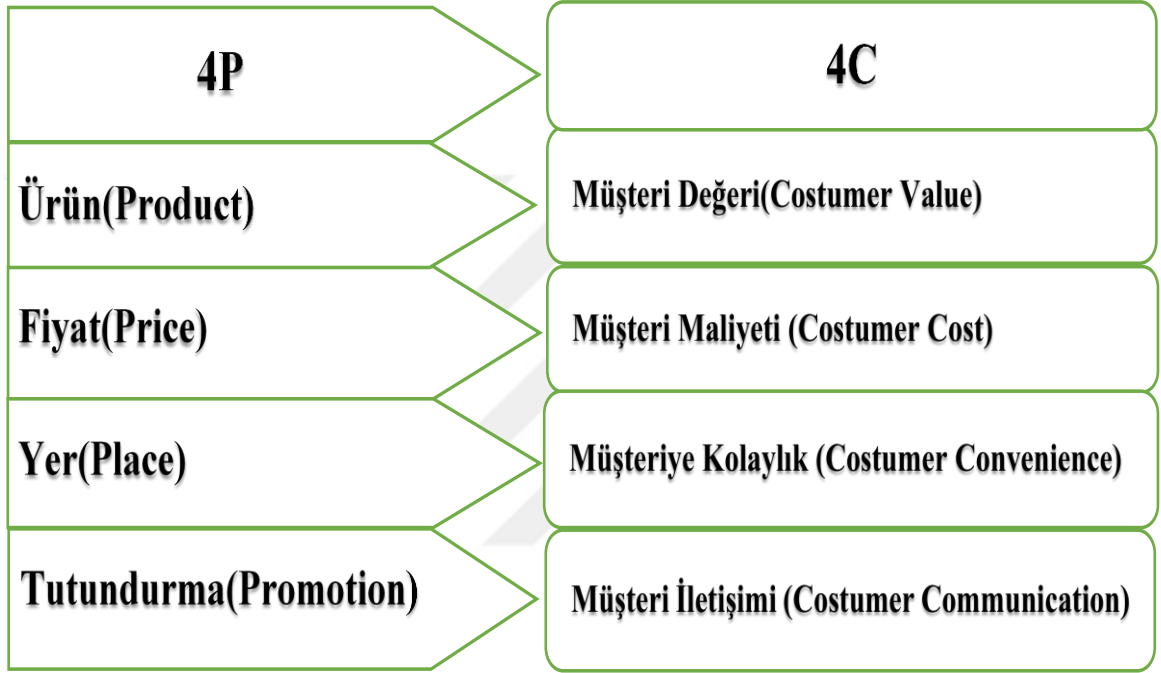 4P
4C
Ürün(Product)
Müşteri Değeri(Costumer Value)
Fiyat(Price)
Müşteri Maliyeti (Costumer Cost)
Yer(Place)
Müşteriye Kolaylık (Costumer Convenience)
Tutundurma(Promotion)
Müşteri İletişimi (Costumer Communication)